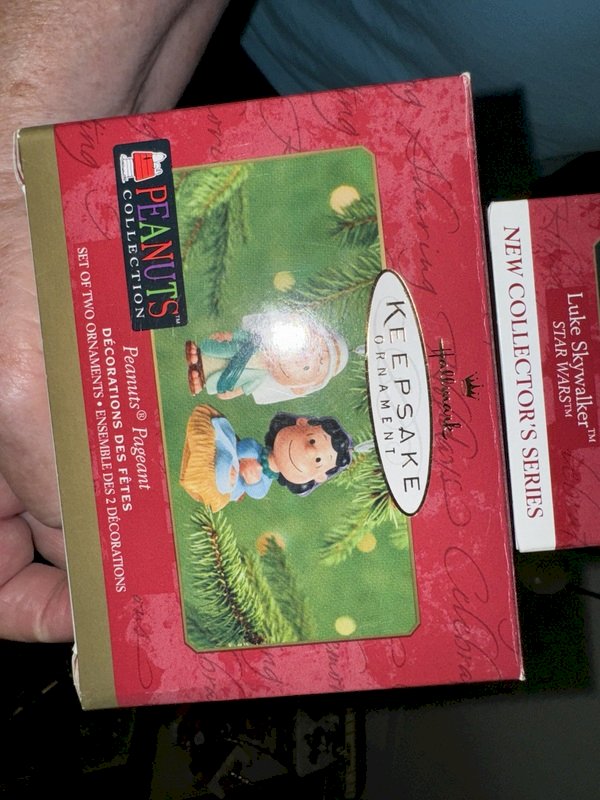 Hallmark
KEEPSAKE
ORNAMENT
PEANUTS™
COLLECTION
Peanuts® Pageant
DÉCORATIONS DES FÊTES
SET OF TWO ORNAMENTS • ENSEMBLE DES 2 DÉCORATIONS
Luke Skywalker™
STAR WARS™
NEW COLLECTOR'S SERIES